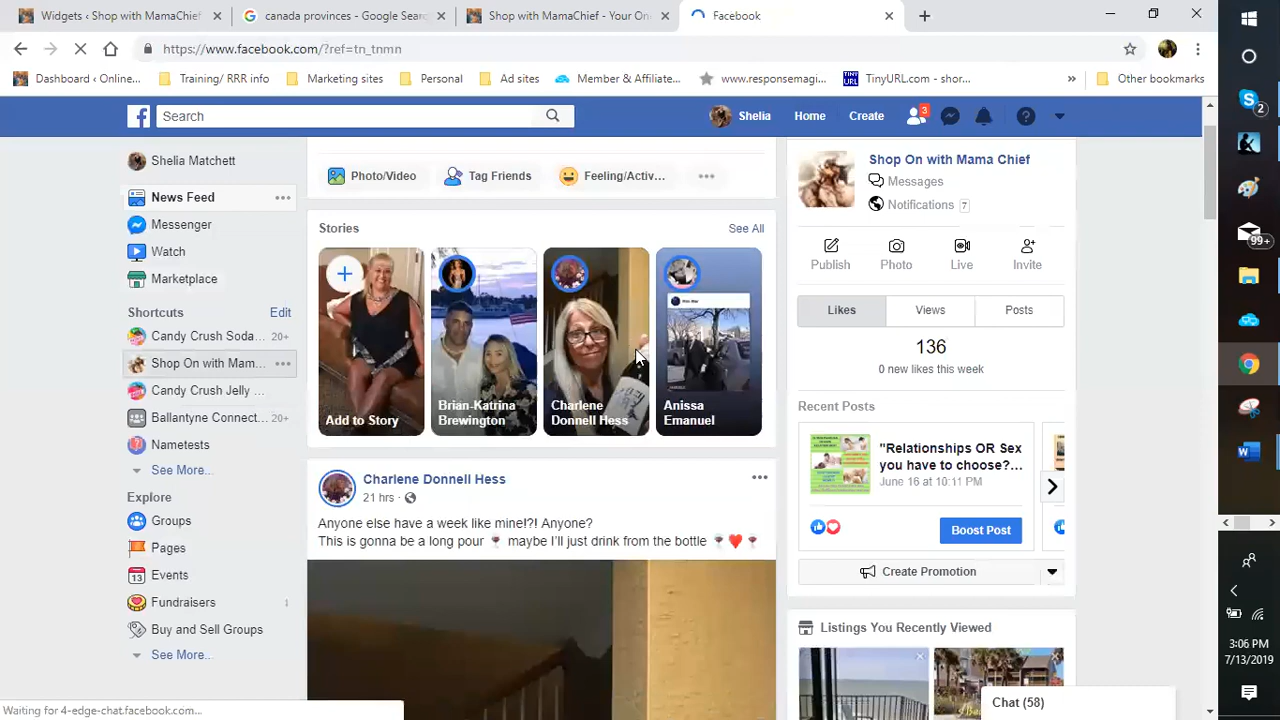 Widgets ‹ Shop with MamaChief
canada provinces - Google Sear
Shop with MamaChief - Your On
Facebook
https://www.facebook.com/?ref=tn_tnmn
Dashboard ‹ Online...
Training/ RRR info
Marketing sites
Personal
Ad sites
Member & Affiliate...
www.responsemagi...
TINY URL
TinyURL.com - shor...
»
Other bookmarks
Search
Shelia
Home
Create
3
Shelia Matchett
News Feed
Messenger
Watch
Marketplace
Shortcuts
Edit
Candy Crush Soda... 20+
Shop On with Mam...
Candy Crush Jelly ...
Ballantyne Connect... 20+
Nametests
See More...
Explore
Groups
Pages
13 Events
Fundraisers 1
Buy and Sell Groups
See More...
Photo/Video
Tag Friends
Feeling/Activ...
Stories
See All
Add to Story
Brian-Katrina
Brewington
Charlene
Donnell Hess
Anissa
Emanuel
Charlene Donnell Hess
21 hrs ·
Anyone else have a week like mine!?! Anyone?
This is gonna be a long pour 🍷 maybe I'll just drink from the bottle 🍷❤️🍷
Shop On with Mama Chief
Messages
Notifications 7
Publish
Photo
Live
Invite
Likes
Views
Posts
136
0 new likes this week
Recent Posts
"Relationships OR Sex
you have to choose?...
June 16 at 10:11 PM
Boost Post
Create Promotion
Listings You Recently Viewed
Chat (58)
Waiting for 4-edge-chat.facebook.com...
2
99+
3:06 PM
7/13/2019